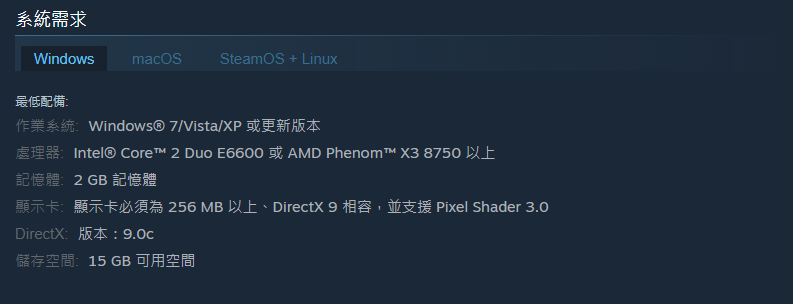 系統需求
Windows macOS SteamOS + Linux
最低配備:
作業系統: Windows® 7/Vista/XP 或更新版本
處理器: Intel® Core™ 2 Duo E6600 或 AMD Phenom™ X3 8750 以上
記憶體: 2 GB 記憶體
顯示卡: 顯示卡必須為 256 MB 以上、DirectX 9 相容，並支援 Pixel Shader 3.0
DirectX: 版本：9.0c
儲存空間: 15 GB 可用空間